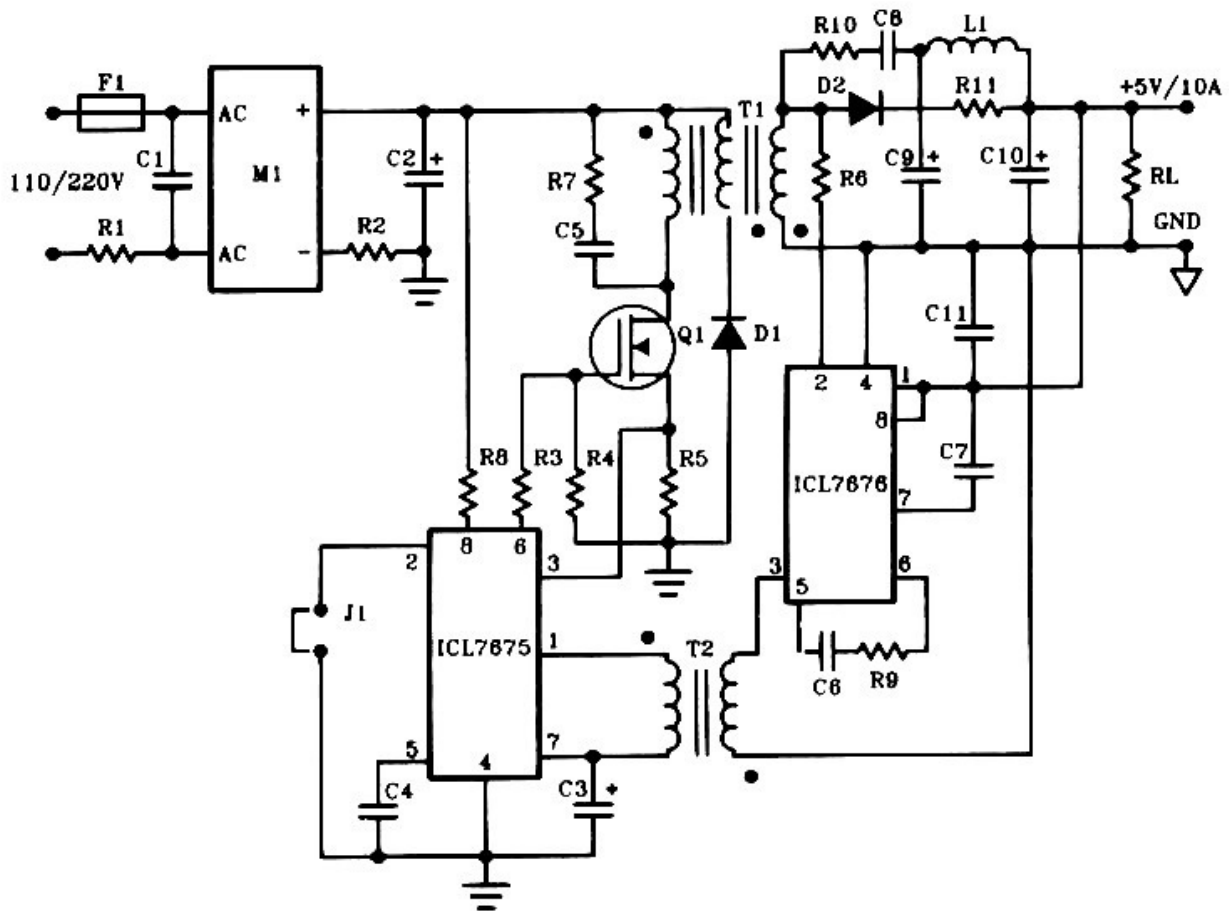 F1
110/220V
C1
R1
AC
AC
M1
+
−
R2
C2
+
R7
C5
T1
Q1
D1
R10
C8
L1
D2
R11
+5V/10A
R6
C9
+
C10
+
RL
GND
C11
2
4
1
8
ICL7676
7
C7
3
5
6
C6
R9
R8
R3
R4
R5
2
8
6
3
J1
ICL7675
1
T2
5
4
7
C4
C3
+